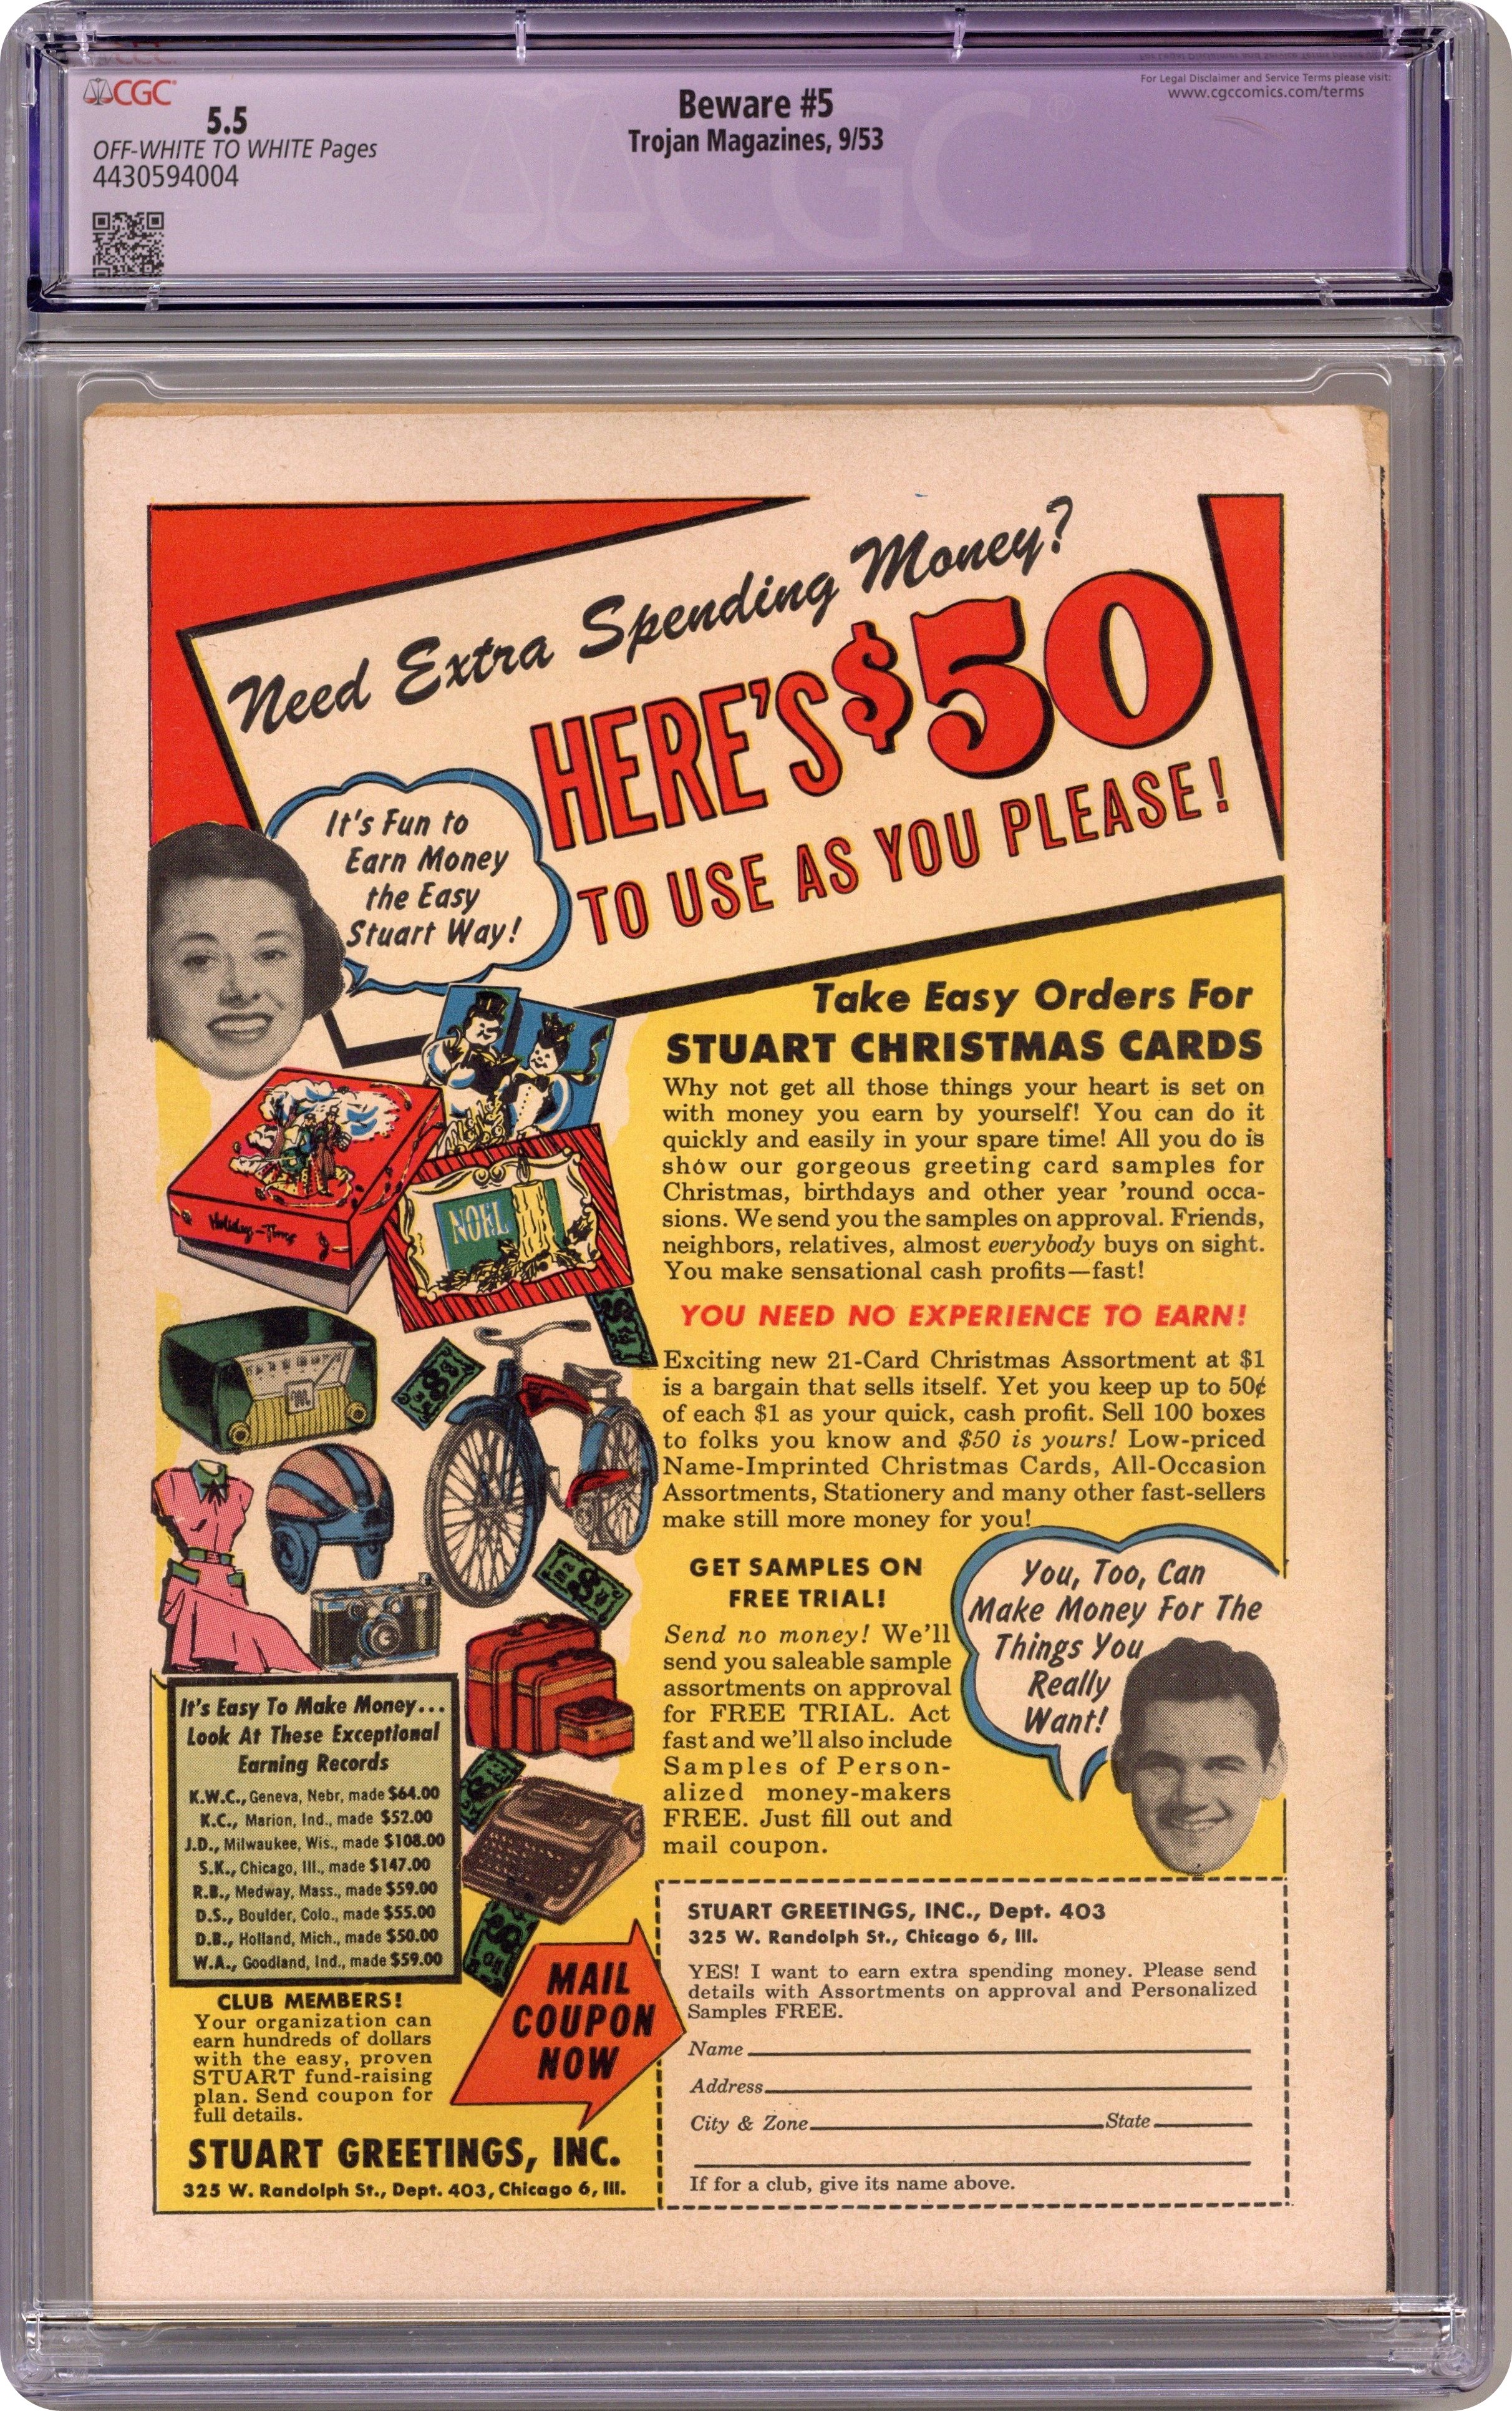 CGC
5.5
OFF-WHITE TO WHITE Pages
4430594004
Beware #5
Trojan Magazines, 9/53
For Legal Disclaimer and Service Terms please visit:
www.cgccomics.com/terms
Need Extra Spending Money?
HERE'S $50
TO USE AS YOU PLEASE!
It's Fun to
Earn Money
the Easy
Stuart Way!
Take Easy Orders For
STUART CHRISTMAS CARDS
Why not get all those things your heart is set on
with money you earn by yourself! You can do it
quickly and easily in your spare time! All you do is
show our gorgeous greeting card samples for
Christmas, birthdays and other year 'round occa-
sions. We send you the samples on approval. Friends,
neighbors, relatives, almost everybody buys on sight.
You make sensational cash profits—fast!
Holiday-Time
NOEL
YOU NEED NO EXPERIENCE TO EARN!
Exciting new 21-Card Christmas Assortment at $1
is a bargain that sells itself. Yet you keep up to 50¢
of each $1 as your quick, cash profit. Sell 100 boxes
to folks you know and $50 is yours! Low-priced
Name-Imprinted Christmas Cards, All-Occasion
Assortments, Stationery and many other fast-sellers
make still more money for you!
GET SAMPLES ON
FREE TRIAL!
Send no money! We'll
send you saleable sample
assortments on approval
for FREE TRIAL. Act
fast and we'll also include
Samples of Person-
alized money-makers
FREE. Just fill out and
mail coupon.
You, Too, Can
Make Money For The
Things You
Really
Want!
It's Easy To Make Money...
Look At These Exceptional
Earning Records
K.W.C., Geneva, Nebr, made $64.00
K.C., Marion, Ind., made $52.00
J.D., Milwaukee, Wis., made $108.00
S.K., Chicago, Ill., made $147.00
R.B., Medway, Mass., made $59.00
D.S., Boulder, Colo., made $55.00
D.B., Holland, Mich., made $50.00
W.A., Goodland, Ind., made $59.00
CLUB MEMBERS!
Your organization can
earn hundreds of dollars
with the easy, proven
STUART fund-raising
plan. Send coupon for
full details.
STUART GREETINGS, INC.
325 W. Randolph St., Dept. 403, Chicago 6, Ill.
MAIL
COUPON
NOW
STUART GREETINGS, INC., Dept. 403
325 W. Randolph St., Chicago 6, Ill.
YES! I want to earn extra spending money. Please send
details with Assortments on approval and Personalized
Samples FREE.
Name
Address
City & Zone State
If for a club, give its name above.